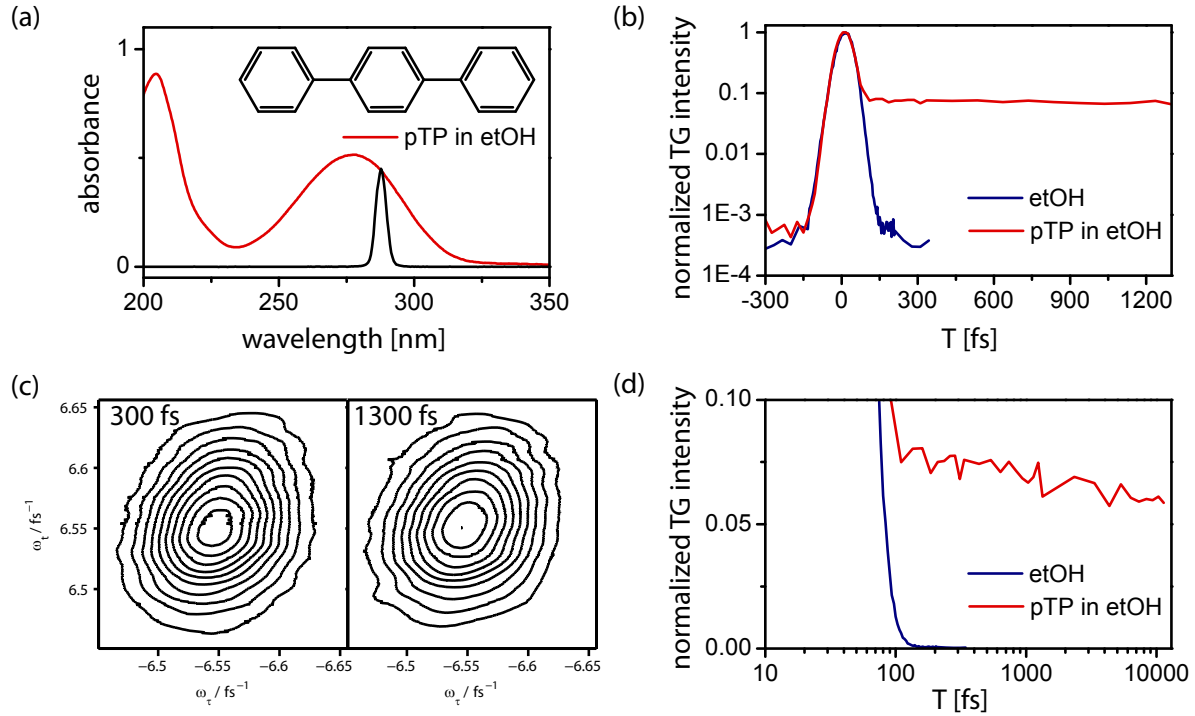 (a)
absorbance
1
0
pTP in etOH
200
250
300
350
wavelength [nm]
(b)
normalized TG intensity
1
0.1
0.01
1E-3
1E-4
etOH
pTP in etOH
-300
0
300
600
900
1200
T [fs]
(c)
300 fs
1300 fs
ω_t / fs⁻¹
6.65
6.6
6.55
6.5
−6.5
−6.55
−6.6
−6.65
−6.5
−6.55
−6.6
−6.65
ω_τ / fs⁻¹
ω_τ / fs⁻¹
(d)
normalized TG intensity
0.10
0.05
0.00
etOH
pTP in etOH
10
100
1000
10000
T [fs]